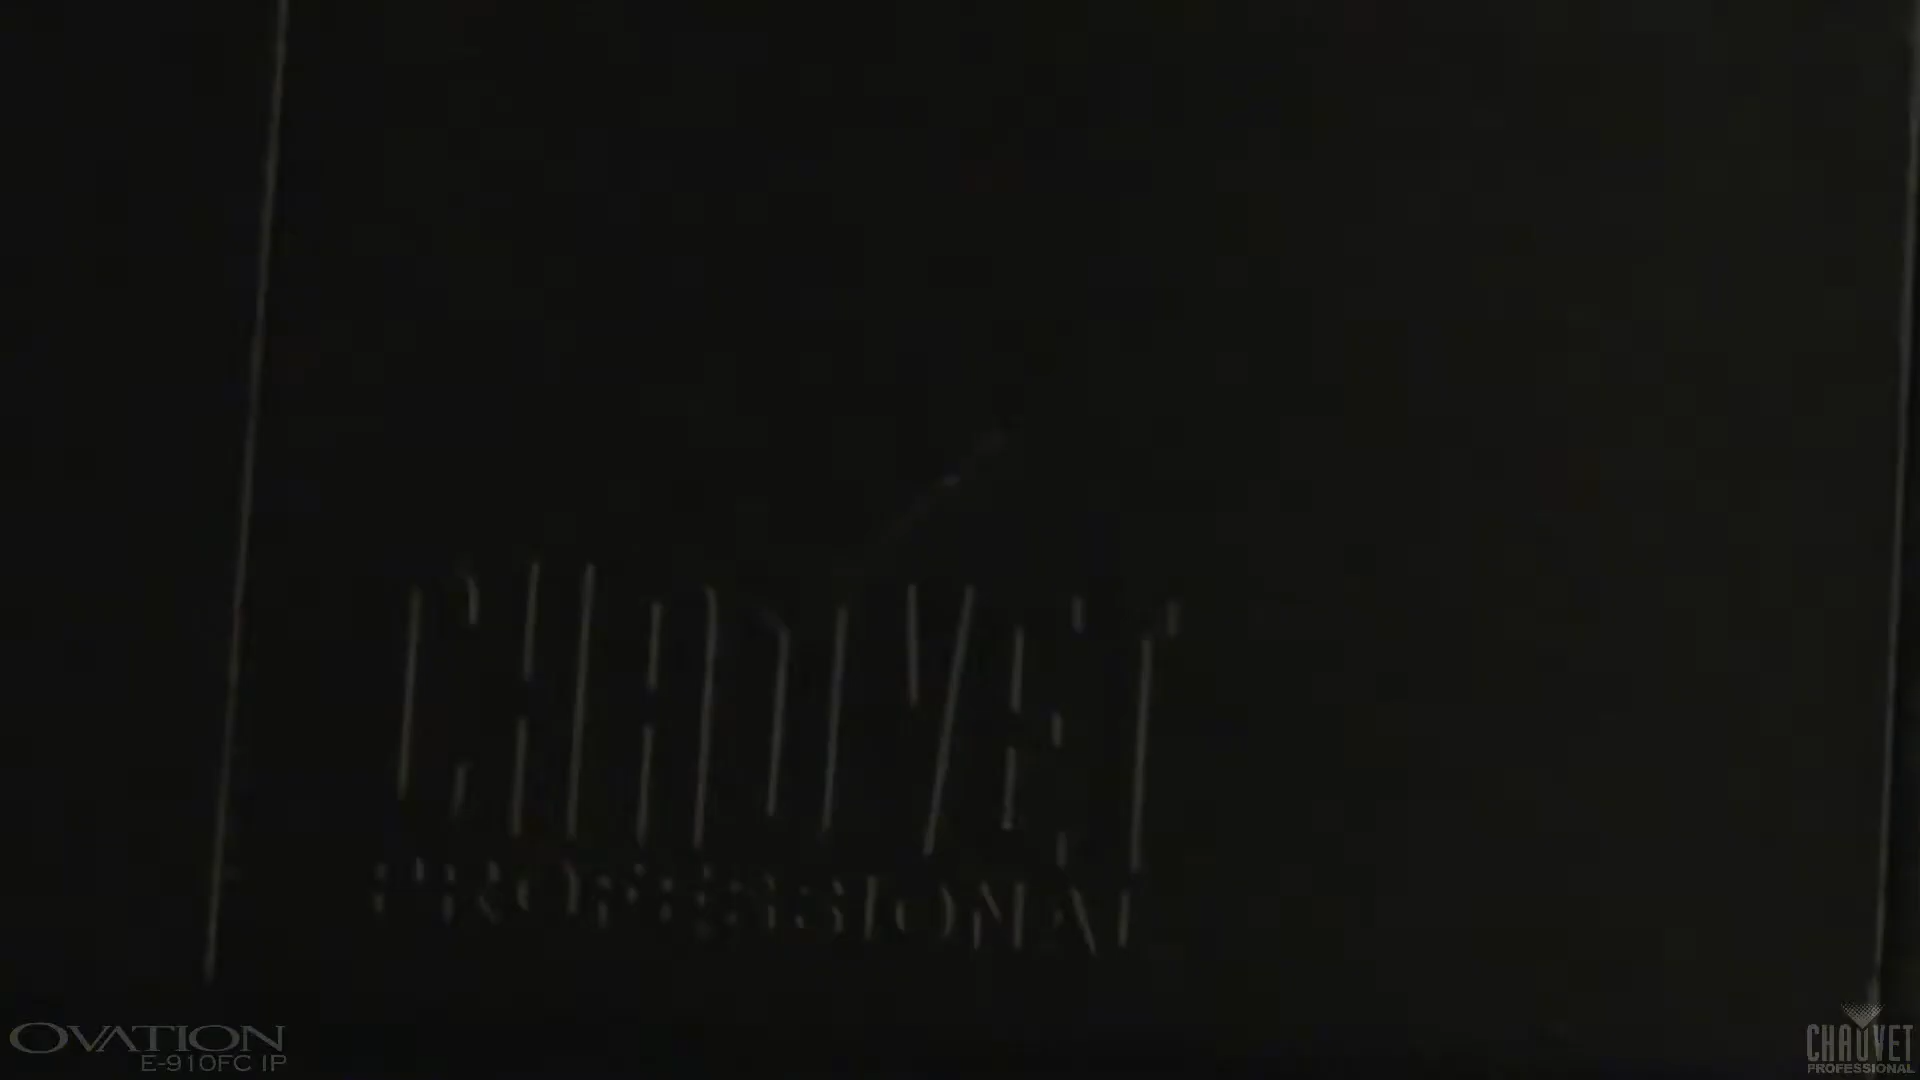 CHAUVET
PROFESSIONAL
OVATION
E-910FC IP
CHAUVET
PROFESSIONAL